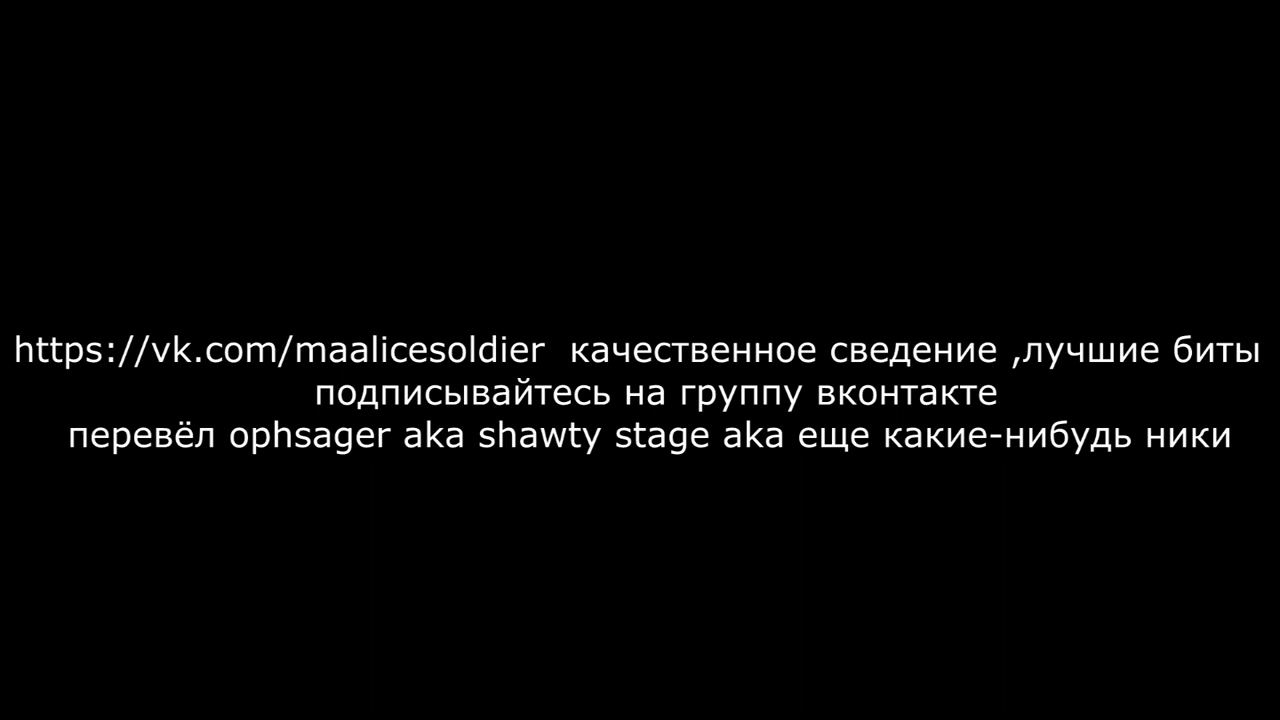 https://vk.com/maalicesoldier  качественное сведение ,лучшие биты
подписывайтесь на группу вконтакте
перевёл ophsager aka shawty stage aka еще какие-нибудь ники